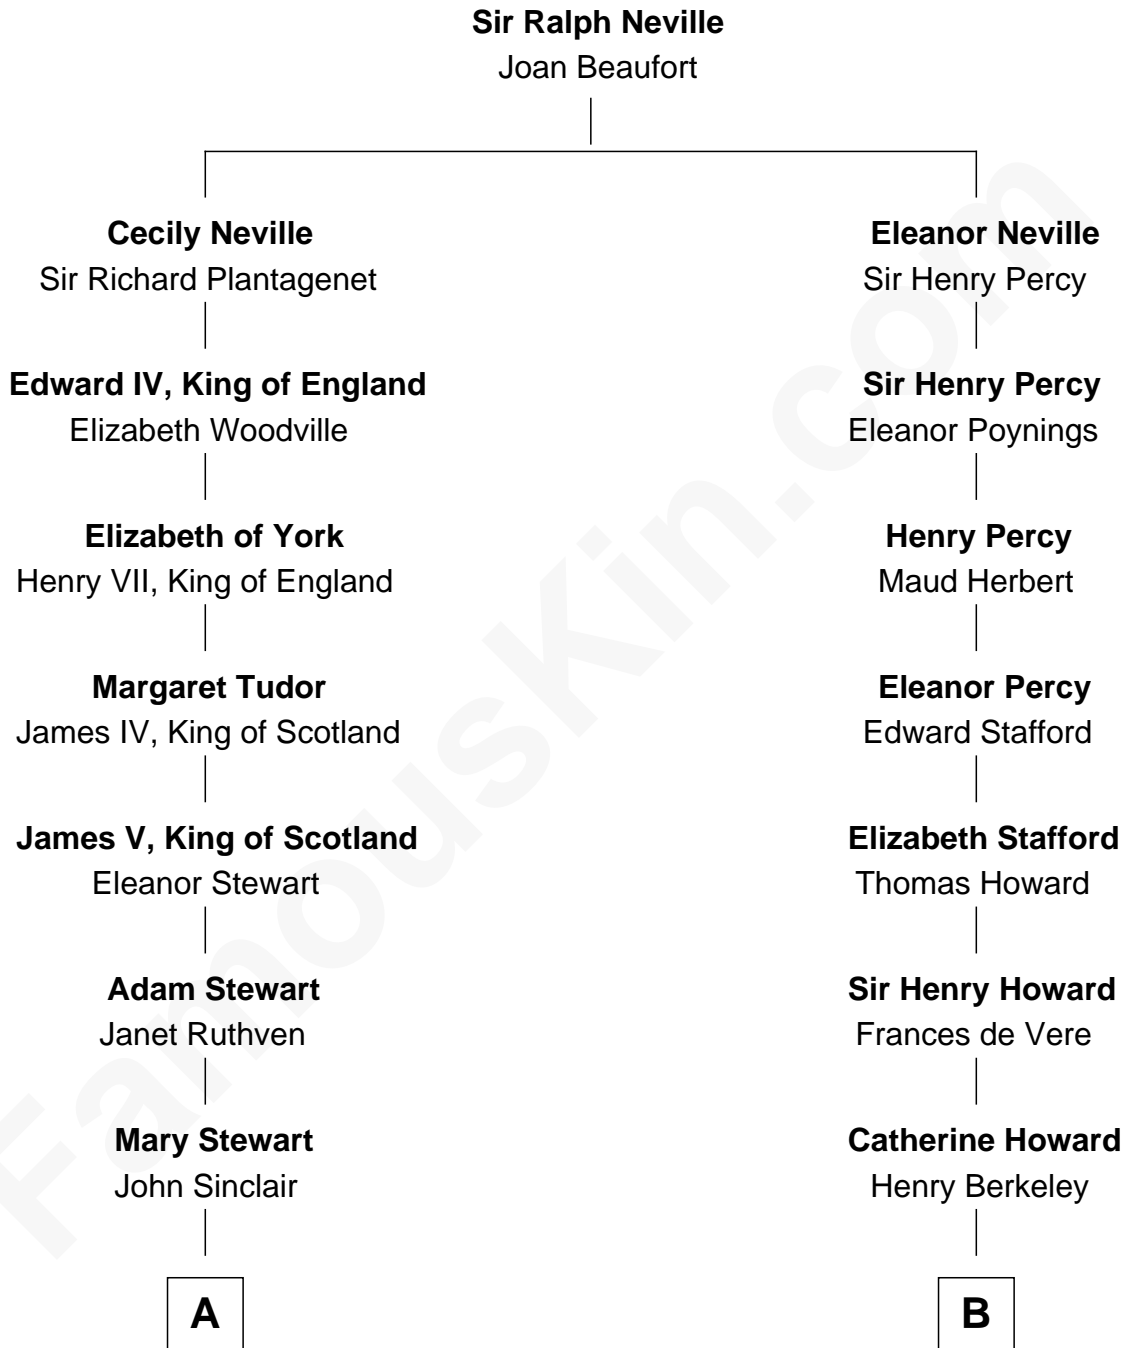 Sir Ralph Neville
Joan Beaufort
Cecily Neville
Sir Richard Plantagenet
Eleanor Neville
Sir Henry Percy
Edward IV, King of England
Elizabeth Woodville
Sir Henry Percy
Eleanor Poynings
Elizabeth of York
Henry VII, King of England
Henry Percy
Maud Herbert
Margaret Tudor
James IV, King of Scotland
Eleanor Percy
Edward Stafford
James V, King of Scotland
Eleanor Stewart
Elizabeth Stafford
Thomas Howard
Adam Stewart
Janet Ruthven
Sir Henry Howard
Frances de Vere
Mary Stewart
John Sinclair
Catherine Howard
Henry Berkeley
A
B
FamousKin.com